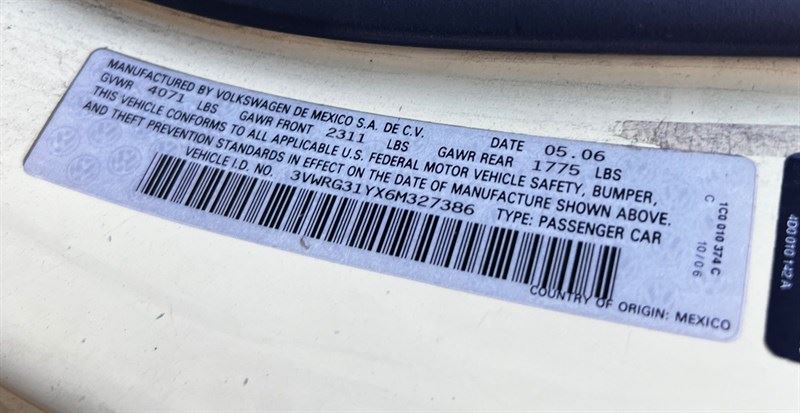 MANUFACTURED BY VOLKSWAGEN DE MEXICO S.A. DE C.V. DATE 05.06
GVWR 4071 LBS GAWR FRONT 2311 LBS GAWR REAR 1775 LBS
THIS VEHICLE CONFORMS TO ALL APPLICABLE U.S. FEDERAL MOTOR VEHICLE SAFETY, BUMPER,
AND THEFT PREVENTION STANDARDS IN EFFECT ON THE DATE OF MANUFACTURE SHOWN ABOVE.
VEHICLE I.D. NO. 3VWRG31YX6M327386 TYPE: PASSENGER CAR
COUNTRY OF ORIGIN: MEXICO
1C0 010 374 C
C 10/06
4D0 010 142 A